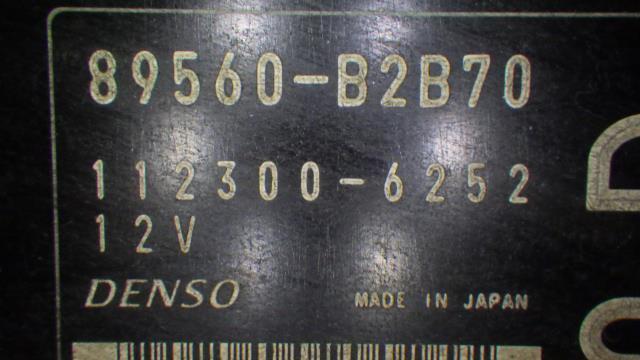 89560-B2B70
112300-6252
12V
DENSO MADE IN JAPAN